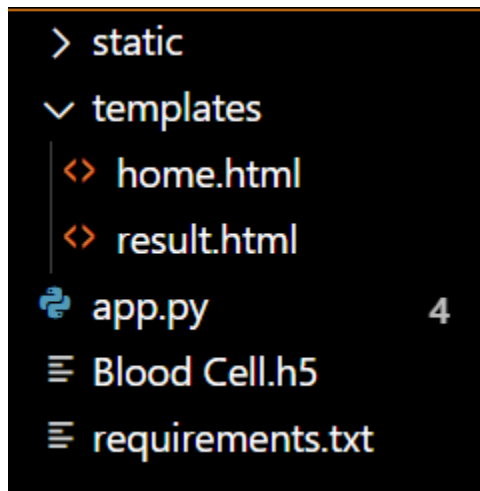 static
templates
home.html
result.html
app.py 4
Blood Cell.h5
requirements.txt